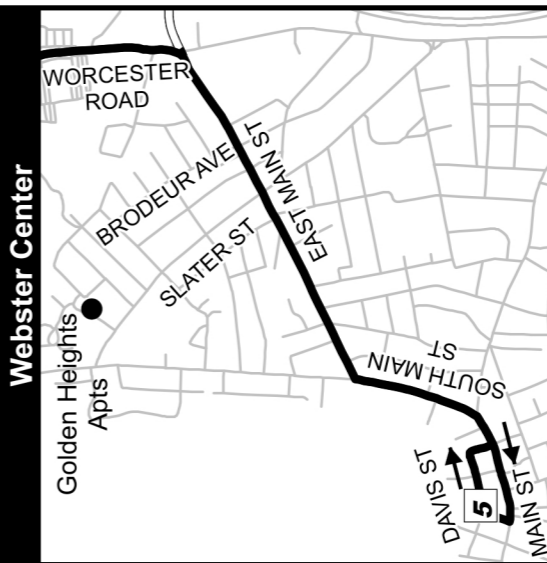 Webster Center
WORCESTER
ROAD
BRODEUR AVE
EAST MAIN ST
SLATER ST
Golden Heights
Apts
SOUTH MAIN
ST
DAVIS ST
5
MAIN ST